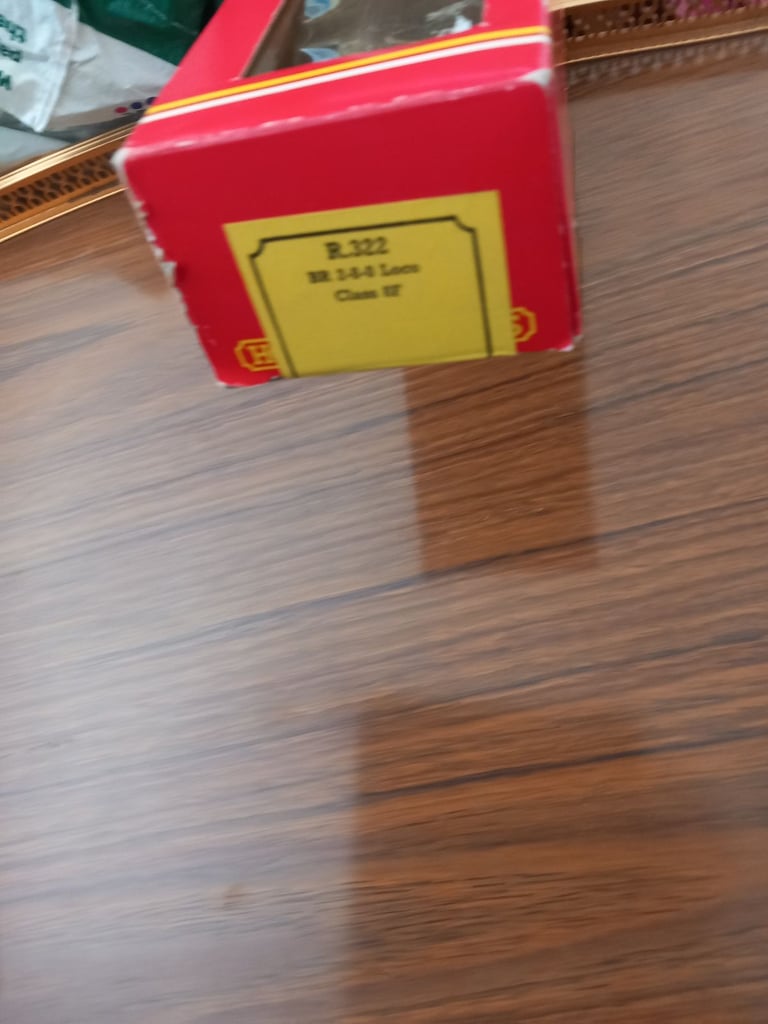 R.322
BR 2-8-0 Loco
Class 8F
H
S